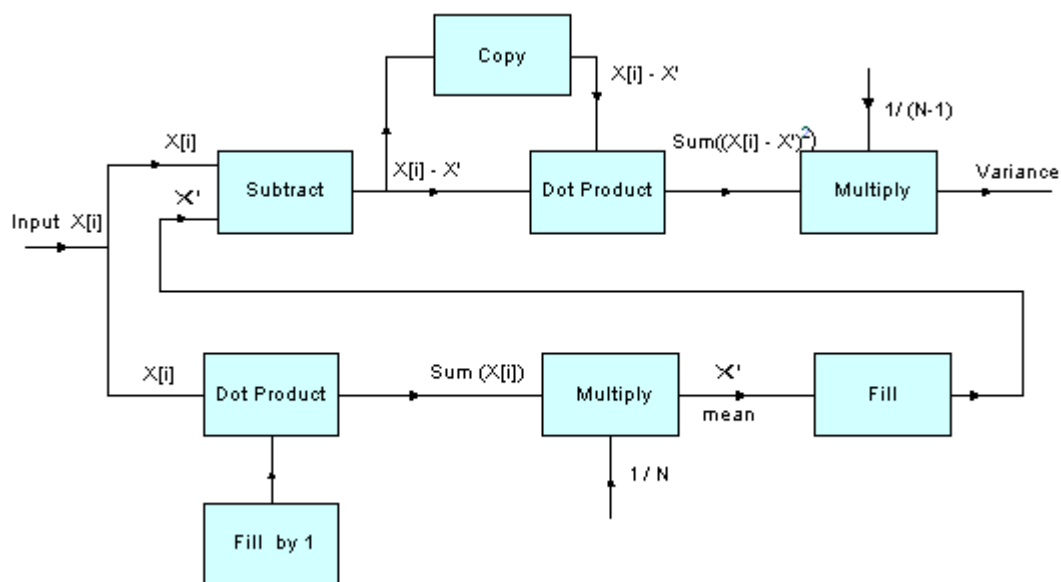 Copy
X[i] - X'
1/ (N-1)
X[i]
Sum((X[i] - X')²)
Subtract
X[i] - X'
Dot Product
Multiply
Variance
X'
Input X[i]
X[i]
Dot Product
Sum (X[i])
Multiply
X'
mean
Fill
1 / N
Fill by 1